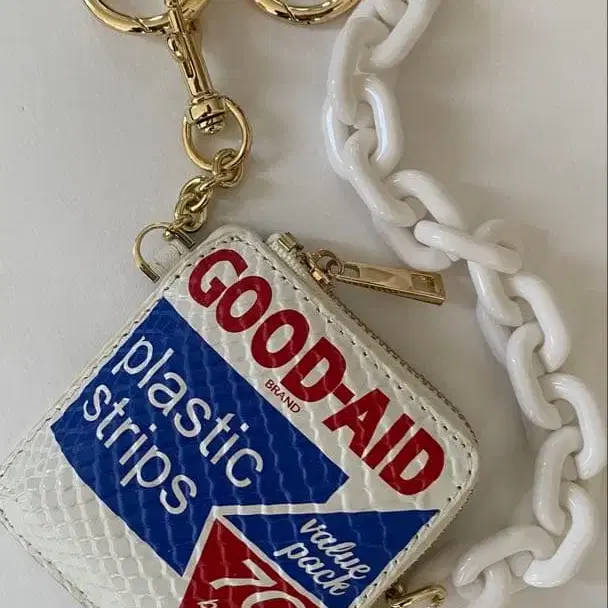 GOOD-AID
BRAND
plastic
strips
value
pack